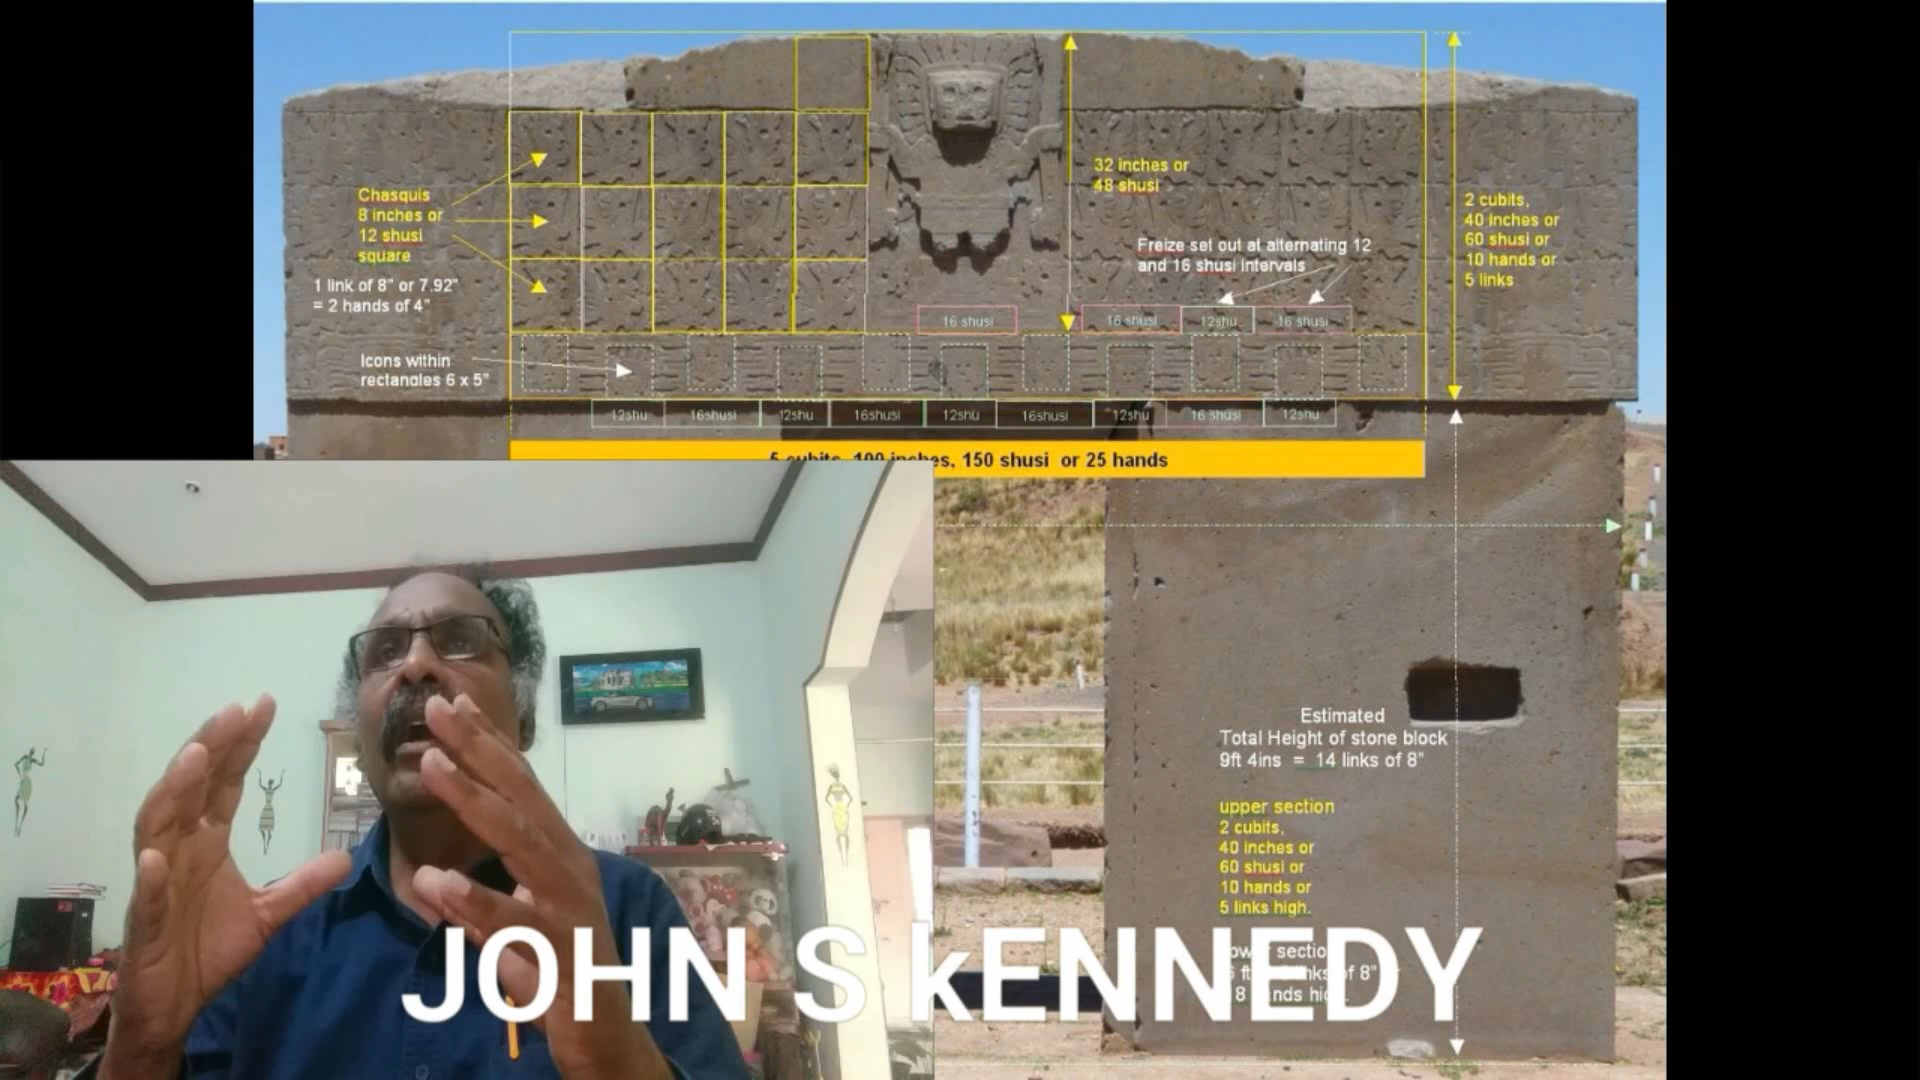 Chasquis
8 inches or
12 shusi
square
1 link of 8" or 7.92"
= 2 hands of 4"
Icons within
rectangles 6 x 5"
32 inches or
48 shusi
Freize set out at alternating 12
and 16 shusi intervals
2 cubits,
40 inches or
60 shusi or
10 hands or
5 links
16 shusi
16 shusi
12shu
16 shusi
12shu
16shusi
12shu
16shusi
12shu
16shusi
12shu
16 shusi
12shu
5 cubits, 100 inches, 150 shusi or 25 hands
Estimated
Total Height of stone block
9ft 4ins = 14 links of 8"
upper section
2 cubits,
40 inches or
60 shusi or
10 hands or
5 links high.
of 8"
JOHN S kENNEDY